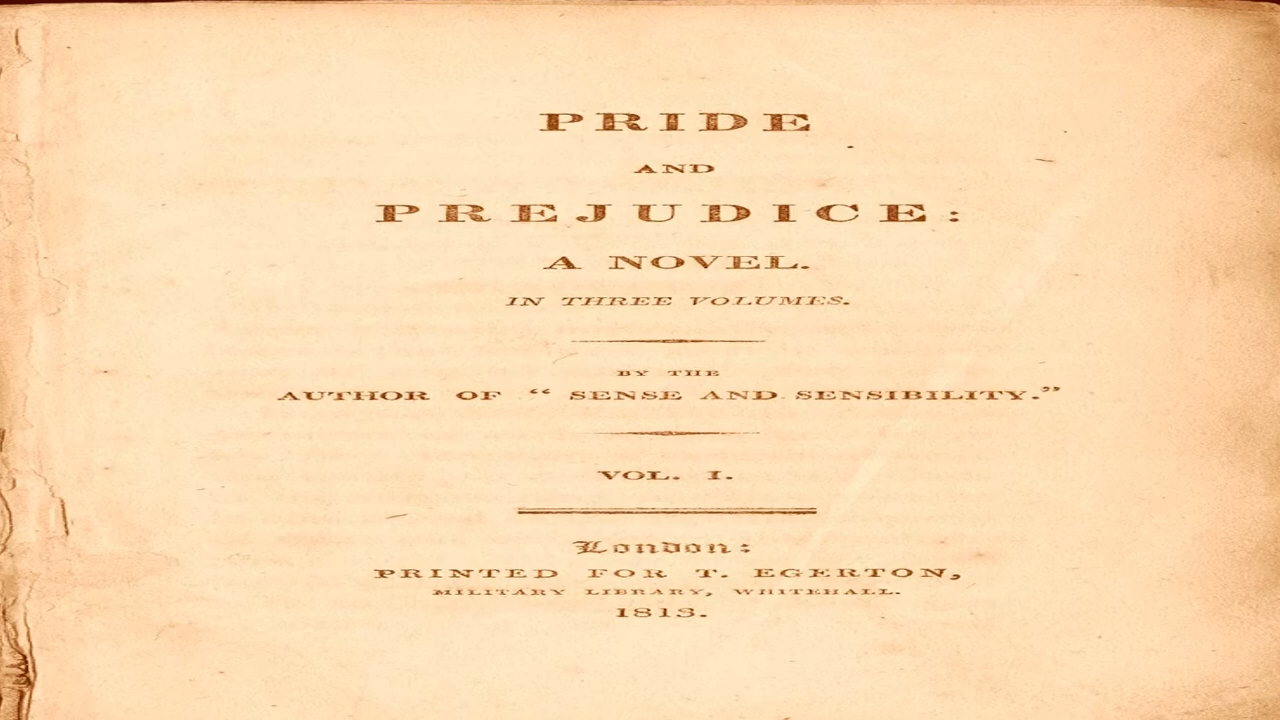 PRIDE
AND
PREJUDICE:
A NOVEL.
IN THREE VOLUMES.
BY THE
AUTHOR OF “ SENSE AND SENSIBILITY.”
VOL. I.
London:
PRINTED FOR T. EGERTON,
MILITARY LIBRARY, WHITEHALL.
1813.